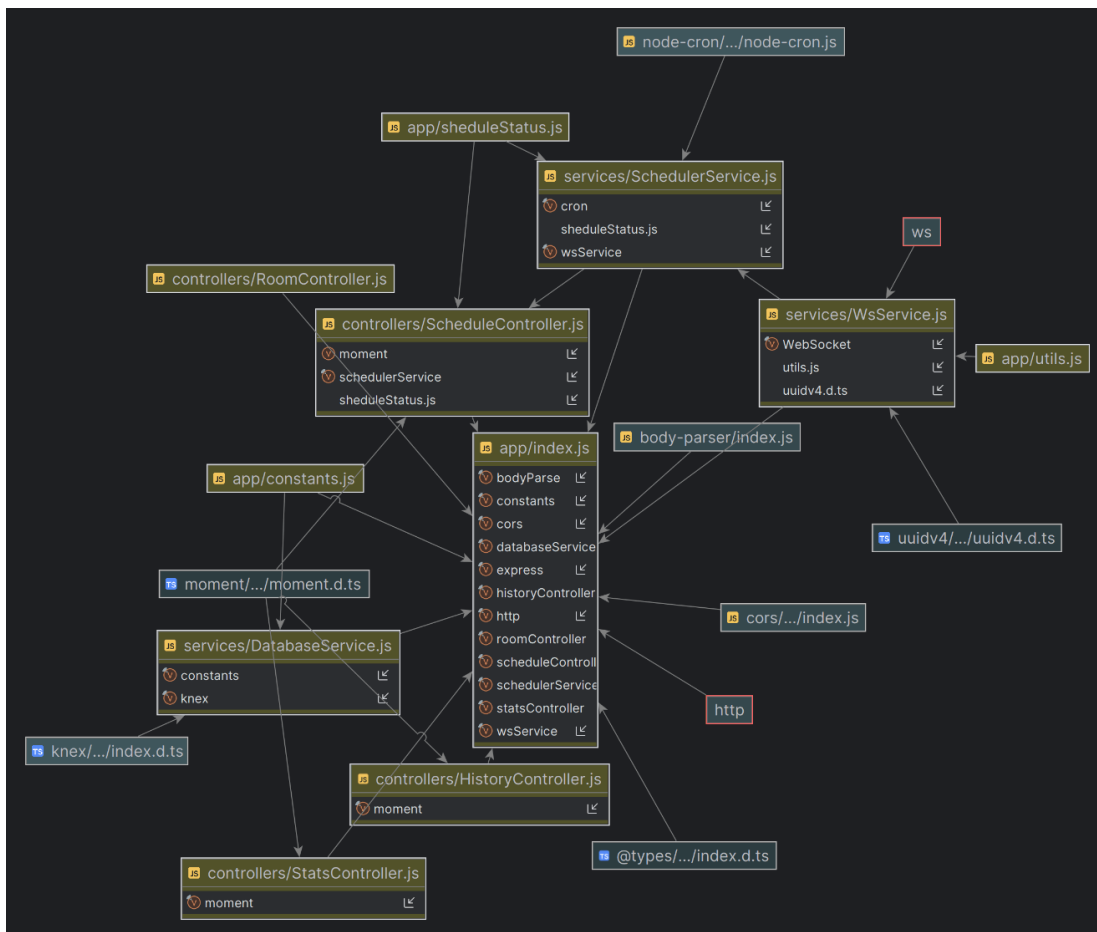 node-cron/.../node-cron.js
app/sheduleStatus.js
services/SchedulerService.js
cron
sheduleStatus.js
wsService
ws
controllers/RoomController.js
controllers/ScheduleController.js
moment
schedulerService
sheduleStatus.js
services/WsService.js
WebSocket
utils.js
uuidv4.d.ts
app/utils.js
body-parser/index.js
app/index.js
bodyParse
constants
cors
databaseService
express
historyController
http
roomController
scheduleControll
schedulerService
statsController
wsService
app/constants.js
uuidv4/.../uuidv4.d.ts
moment/.../moment.d.ts
cors/.../index.js
services/DatabaseService.js
constants
knex
http
knex/.../index.d.ts
controllers/HistoryController.js
moment
@types/.../index.d.ts
controllers/StatsController.js
moment